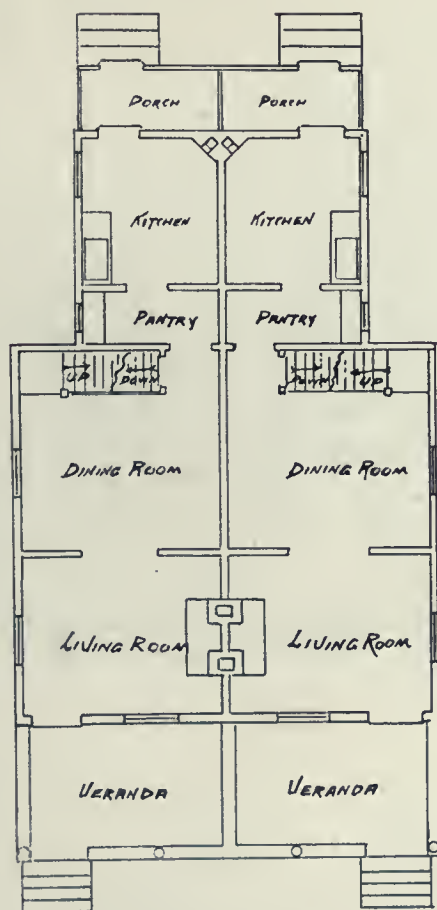 PORCH PORCH
KITCHEN KITCHEN
PANTRY PANTRY
UP DOWN DOWN UP
DINING ROOM DINING ROOM
LIVING ROOM LIVING ROOM
VERANDA VERANDA